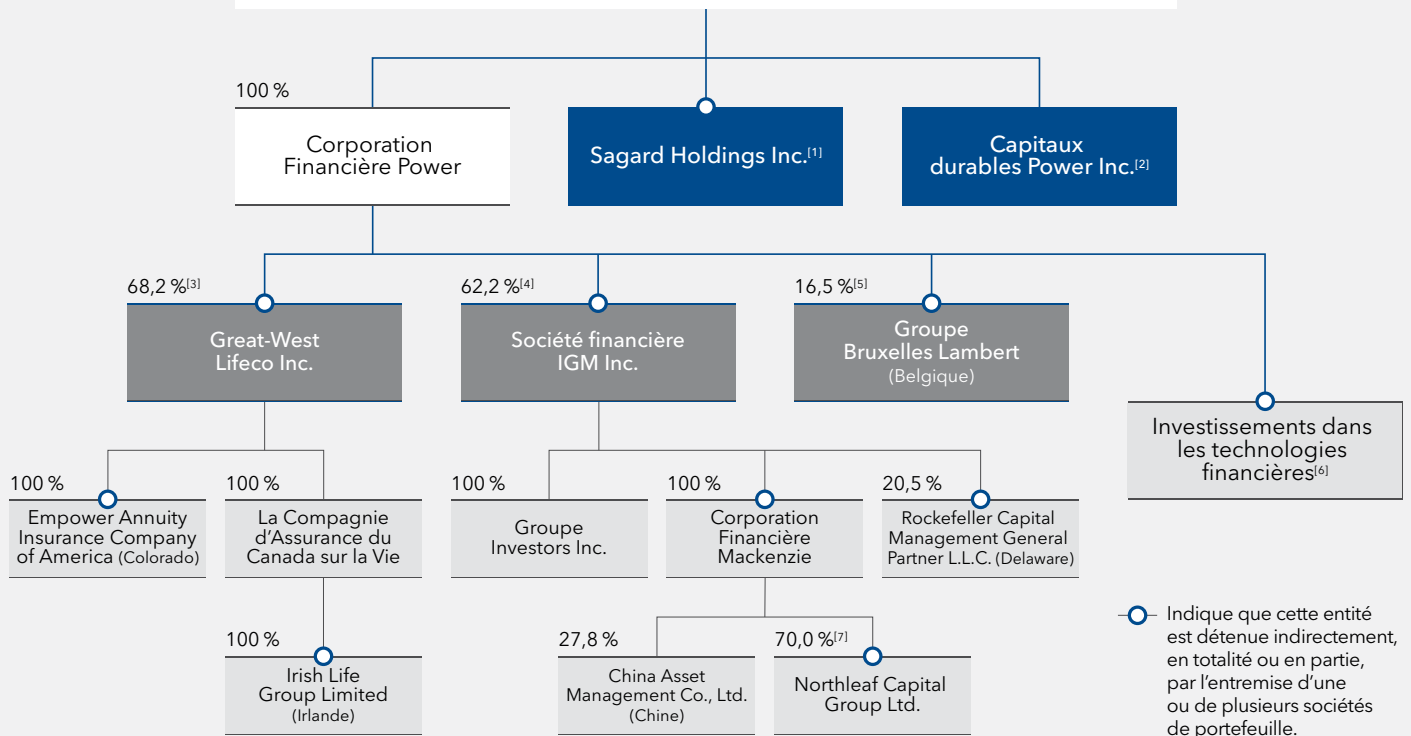 100 %
Corporation
Financière Power
Sagard Holdings Inc.[1]
Capitaux
durables Power Inc.[2]
68,2 %[3]
Great-West
Lifeco Inc.
62,2 %[4]
Société financière
IGM Inc.
16,5 %[5]
Groupe
Bruxelles Lambert
(Belgique)
Investissements dans
les technologies
financières[6]
100 %
Empower Annuity
Insurance Company
of America (Colorado)
100 %
La Compagnie
d’Assurance du
Canada sur la Vie
100 %
Groupe
Investors Inc.
100 %
Corporation
Financière
Mackenzie
20,5 %
Rockefeller Capital
Management General
Partner L.L.C. (Delaware)
100 %
Irish Life
Group Limited
(Irlande)
27,8 %
China Asset
Management Co., Ltd.
(Chine)
70,0 %[7]
Northleaf Capital
Group Ltd.
Indique que cette entité
est détenue indirectement,
en totalité ou en partie,
par l’entremise d’une
ou de plusieurs sociétés
de portefeuille.